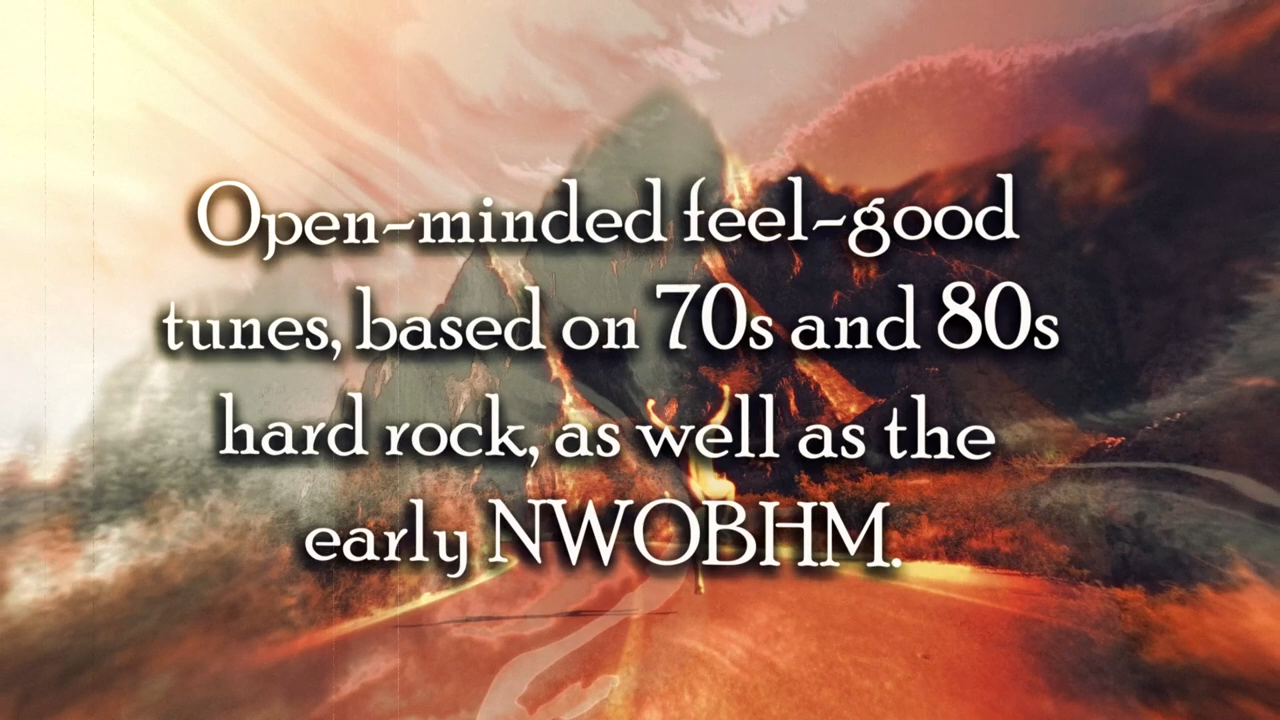 Open-minded feel-good
tunes, based on 70s and 80s
hard rock, as well as the
early NWOBHM.